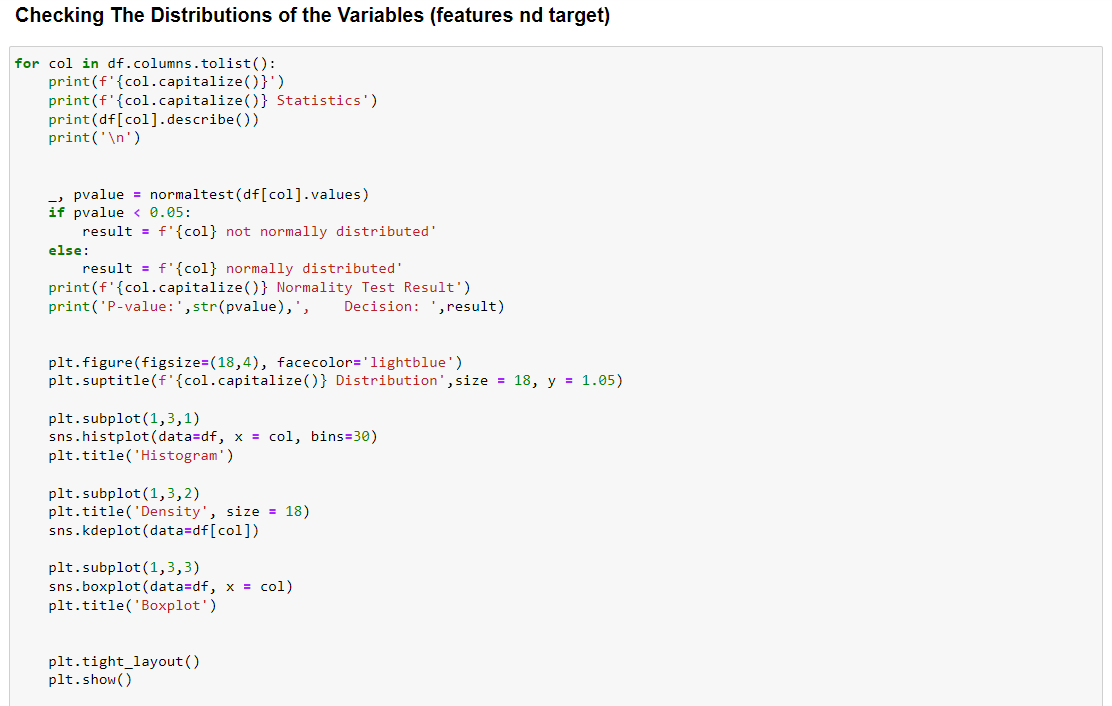 Checking The Distributions of the Variables (features nd target)
for col in df.columns.tolist():
    print(f'{col.capitalize()}')
    print(f'{col.capitalize()} Statistics')
    print(df[col].describe())
    print('\n')
    _, pvalue = normaltest(df[col].values)
    if pvalue < 0.05:
        result = f'{col} not normally distributed'
    else:
        result = f'{col} normally distributed'
    print(f'{col.capitalize()} Normality Test Result')
    print('P-value:',str(pvalue),',    Decision: ',result)
    plt.figure(figsize=(18,4), facecolor='lightblue')
    plt.suptitle(f'{col.capitalize()} Distribution',size = 18, y = 1.05)
    plt.subplot(1,3,1)
    sns.histplot(data=df, x = col, bins=30)
    plt.title('Histogram')
    plt.subplot(1,3,2)
    plt.title('Density', size = 18)
    sns.kdeplot(data=df[col])
    plt.subplot(1,3,3)
    sns.boxplot(data=df, x = col)
    plt.title('Boxplot')
    plt.tight_layout()
    plt.show()